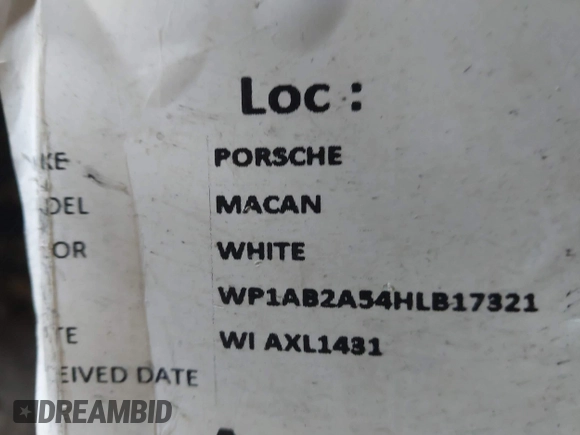 Loc :
KE PORSCHE
DEL MACAN
OR WHITE
WP1AB2A54HLB17321
TE WI AXL1431
EIVED DATE
DREAMBID